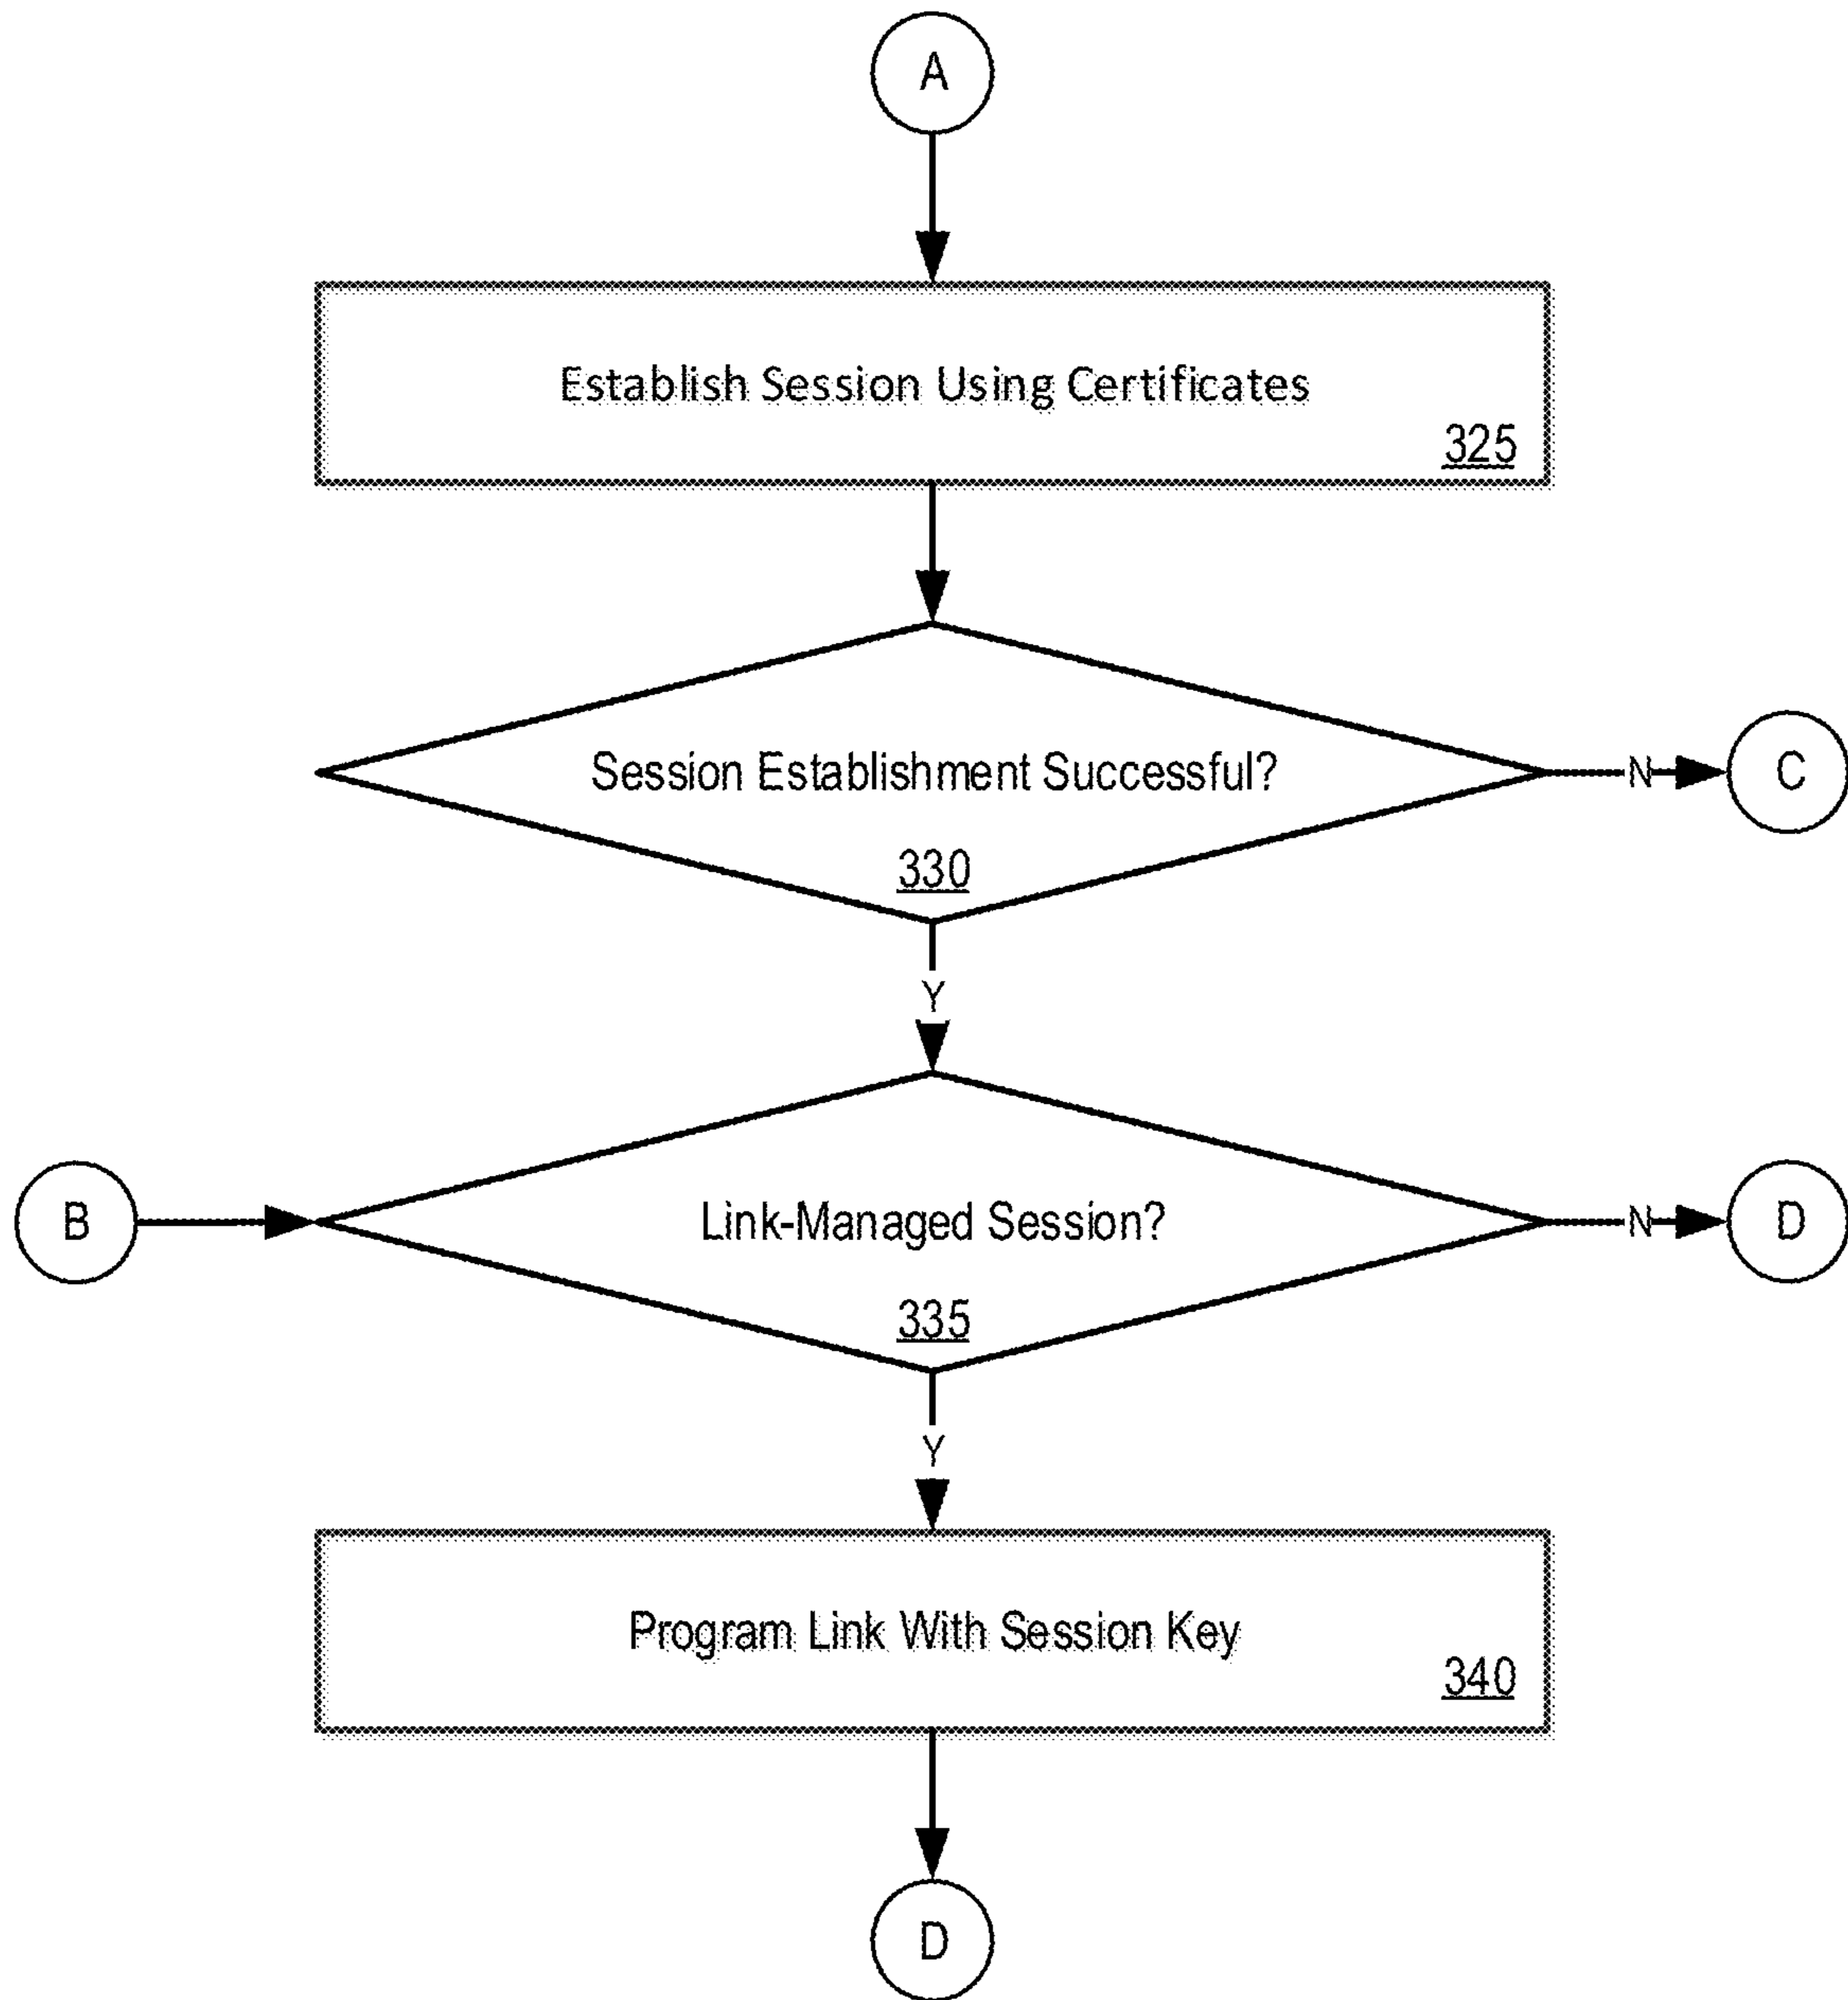 A
Establish Session Using Certificates
325
Session Establishment Successful?
N
C
330
Y
B
Link-Managed Session?
N
D
335
Y
Program Link With Session Key
340
D